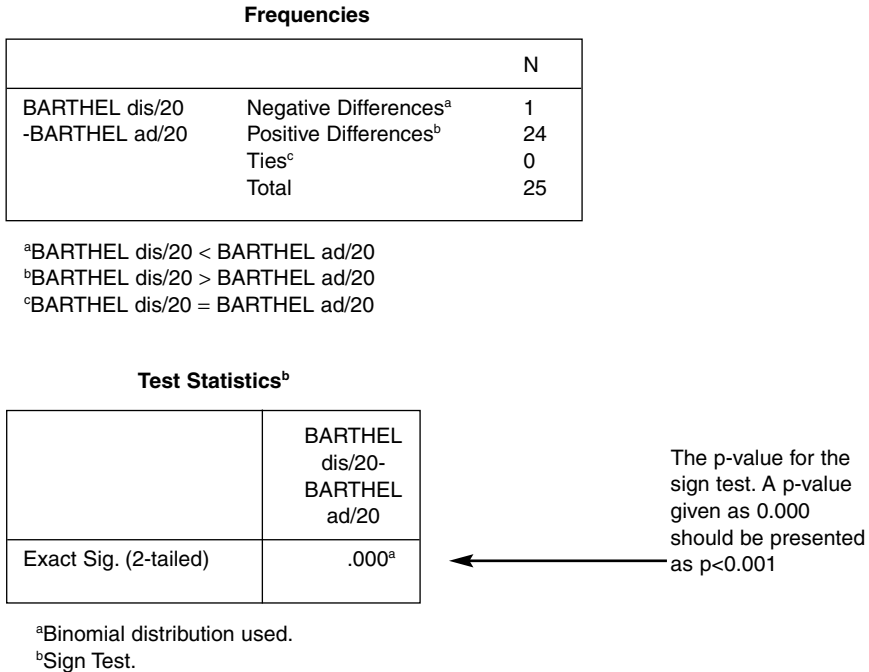 Frequencies
N
BARTHEL dis/20 Negative Differencesᵃ 1
-BARTHEL ad/20 Positive Differencesᵇ 24
Tiesᶜ 0
Total 25
ᵃBARTHEL dis/20 < BARTHEL ad/20
ᵇBARTHEL dis/20 > BARTHEL ad/20
ᶜBARTHEL dis/20 = BARTHEL ad/20
Test Statisticsᵇ
BARTHEL
dis/20-
BARTHEL
ad/20
Exact Sig. (2-tailed) .000ᵃ
The p-value for the
sign test. A p-value
given as 0.000
should be presented
as p<0.001
ᵃBinomial distribution used.
ᵇSign Test.